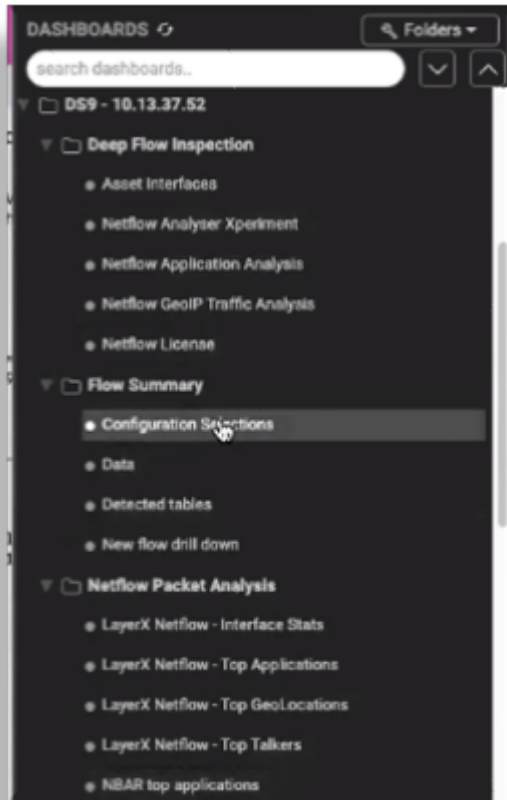 DASHBOARDS
Folders
search dashboards..
DS9 - 10.13.37.52
Deep Flow Inspection
Asset Interfaces
Netflow Analyser Xperiment
Netflow Application Analysis
Netflow GeoIP Traffic Analysis
Netflow License
Flow Summary
Configuration Selections
Data
Detected tables
New flow drill down
Netflow Packet Analysis
LayerX Netflow - Interface Stats
LayerX Netflow - Top Applications
LayerX Netflow - Top GeoLocations
LayerX Netflow - Top Talkers
NBAR top applications